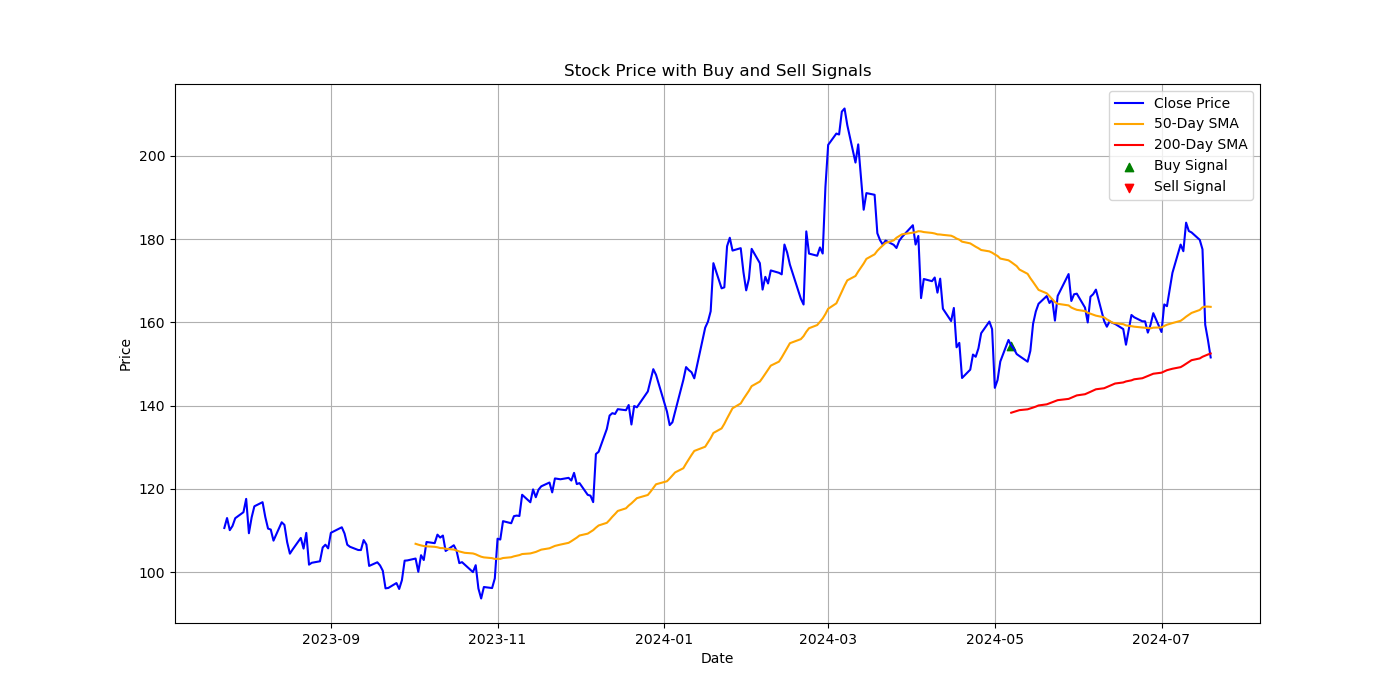 Stock Price with Buy and Sell Signals
Close Price
50-Day SMA
200-Day SMA
Buy Signal
Sell Signal
Price
200
180
160
140
120
100
2023-09
2023-11
2024-01
2024-03
2024-05
2024-07
Date